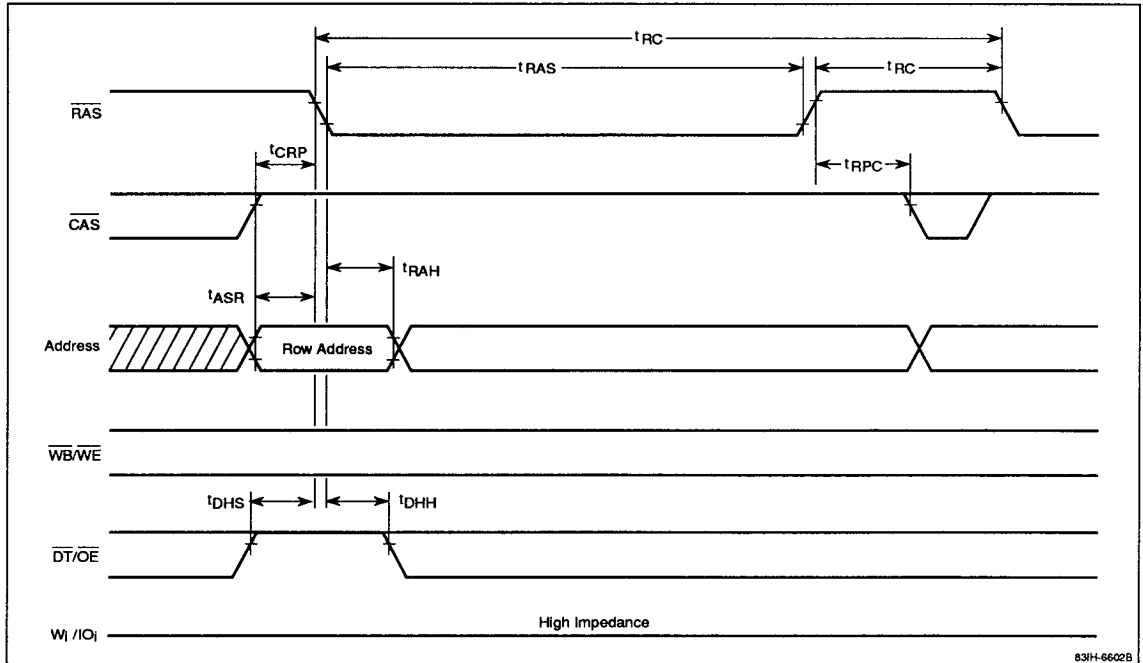 tRC
tRAS
tRC
RAS
tCRP
tRPC
CAS
tRAH
tASR
Address
Row Address
WB/WE
tDHS
tDHH
DT/OE
Wi /IOi
High Impedance
83IH-6602B